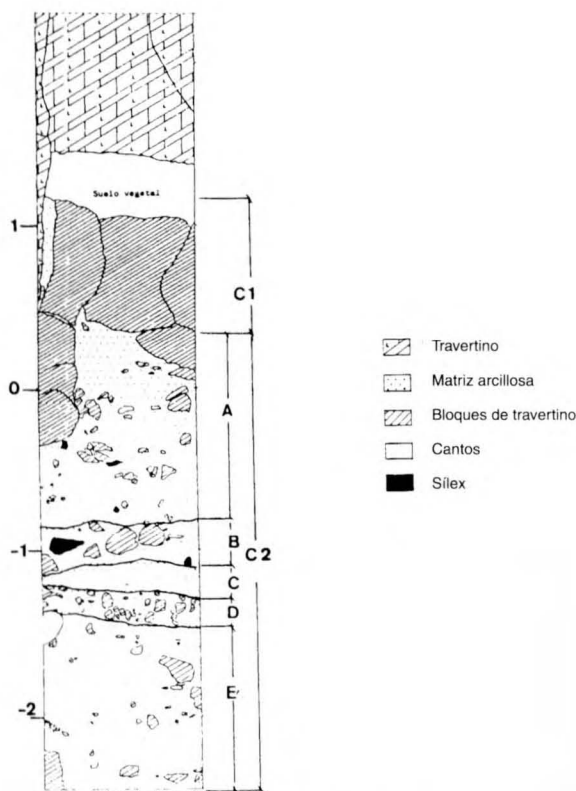 Suelo vegetal
1
C1
0
A
-1
B
C2
C
D
E
-2
Travertino
Matriz arcillosa
Bloques de travertino
Cantos
Sílex